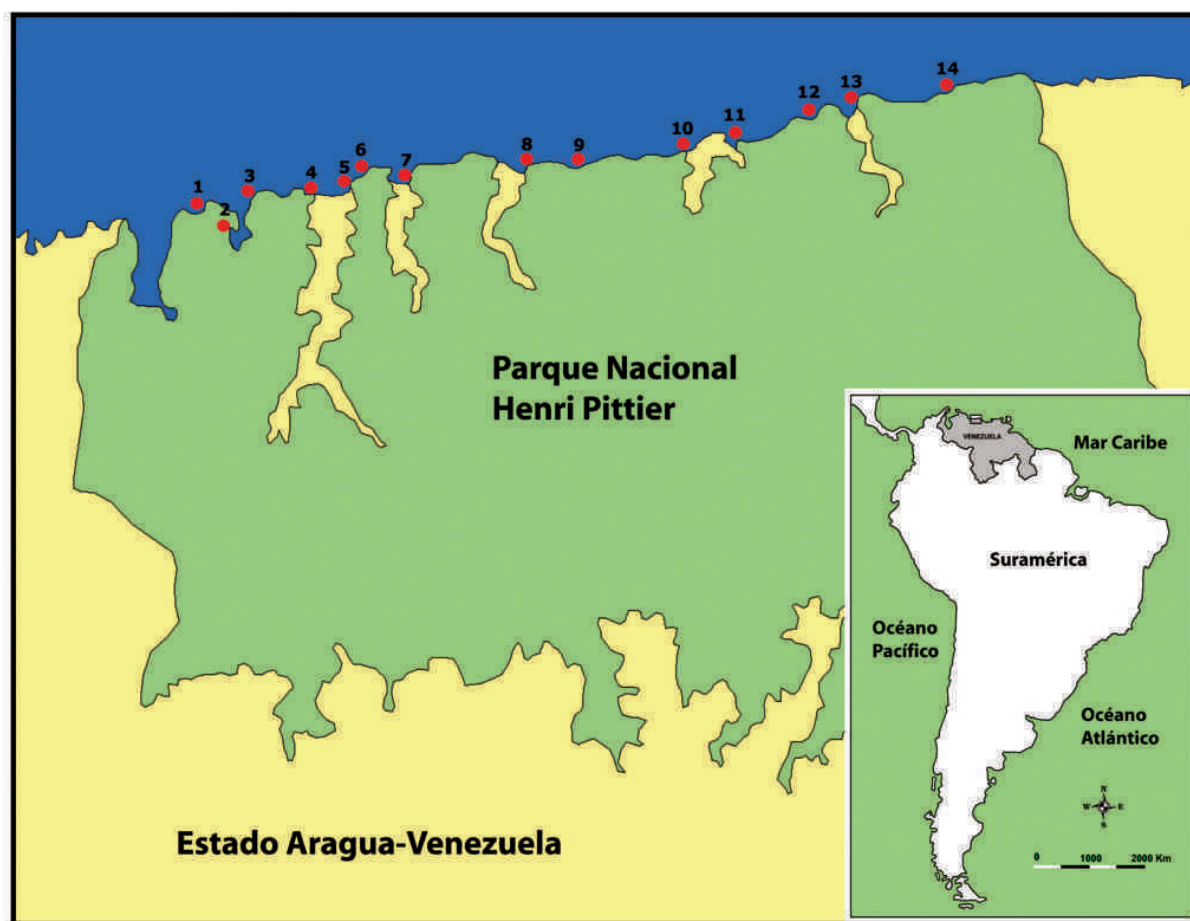 1
2
3
4
5
6
7
8
9
10
11
12
13
14
Parque Nacional
Henri Pittier
Estado Aragua-Venezuela
VENEZUELA
Mar Caribe
Suramérica
Océano
Pacífico
Océano
Atlántico
N
W E
S
0 1000 2000 Km